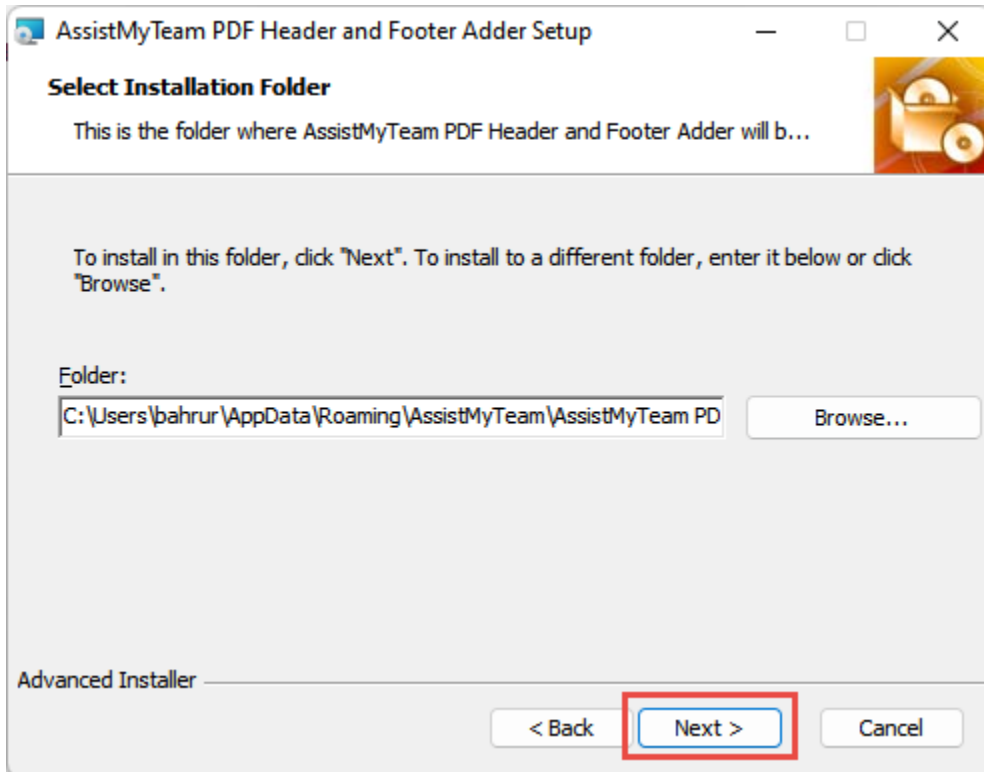 AssistMyTeam PDF Header and Footer Adder Setup
Select Installation Folder
This is the folder where AssistMyTeam PDF Header and Footer Adder will b...
To install in this folder, click "Next". To install to a different folder, enter it below or click
"Browse".
Folder:
C:\Users\bahrur\AppData\Roaming\AssistMyTeam\AssistMyTeam PD
Browse...
Advanced Installer
< Back
Next >
Cancel